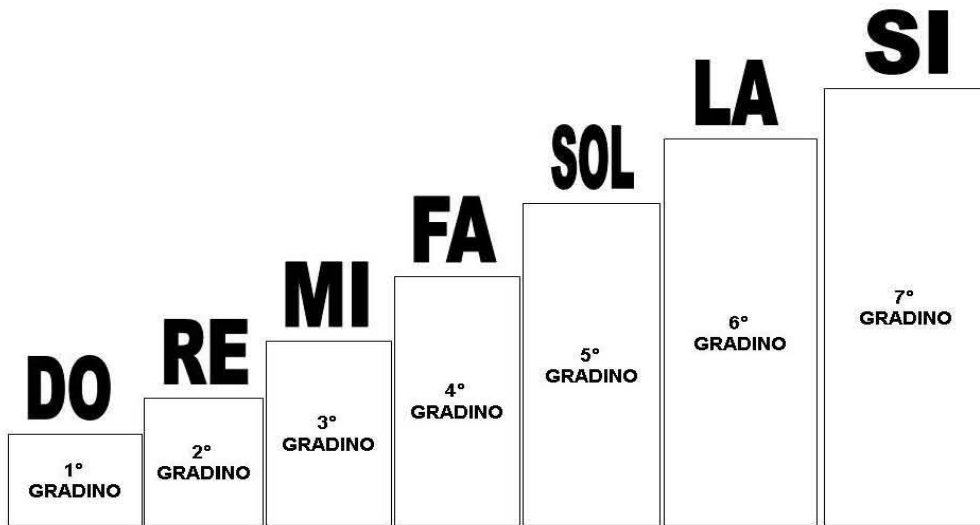 DO
1°
GRADINO
RE
2°
GRADINO
MI
3°
GRADINO
FA
4°
GRADINO
SOL
5°
GRADINO
LA
6°
GRADINO
SI
7°
GRADINO